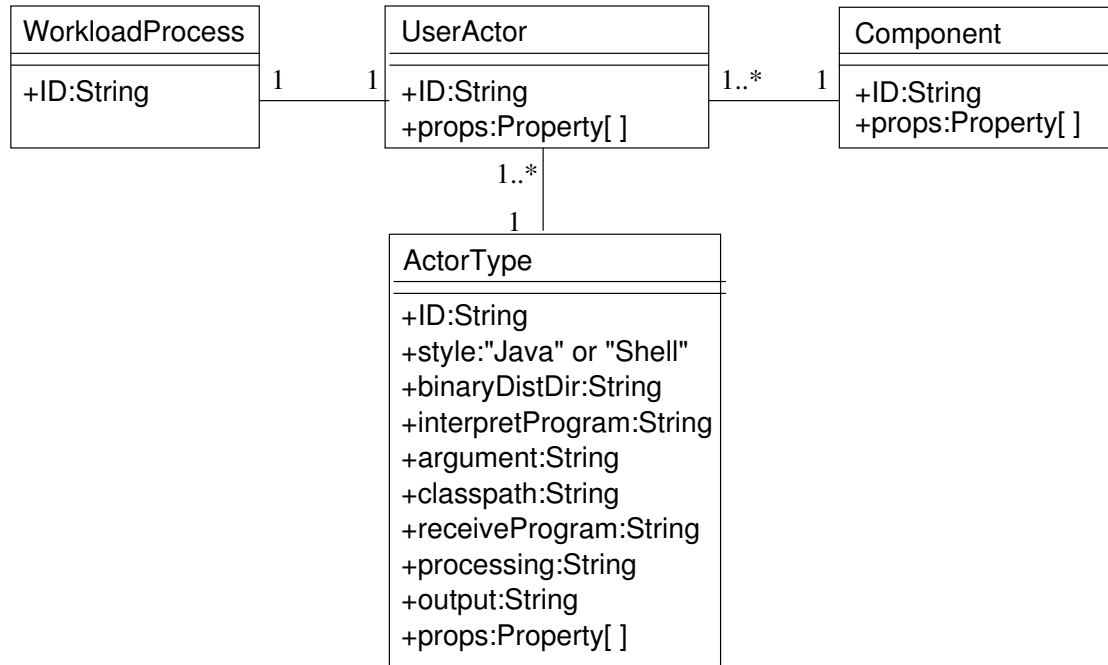 WorkloadProcess
+ID:String
1
1
UserActor
+ID:String
+props:Property[ ]
1..*
1
Component
+ID:String
+props:Property[ ]
1..*
1
ActorType
+ID:String
+style:"Java" or "Shell"
+binaryDistDir:String
+interpretProgram:String
+argument:String
+classpath:String
+receiveProgram:String
+processing:String
+output:String
+props:Property[ ]